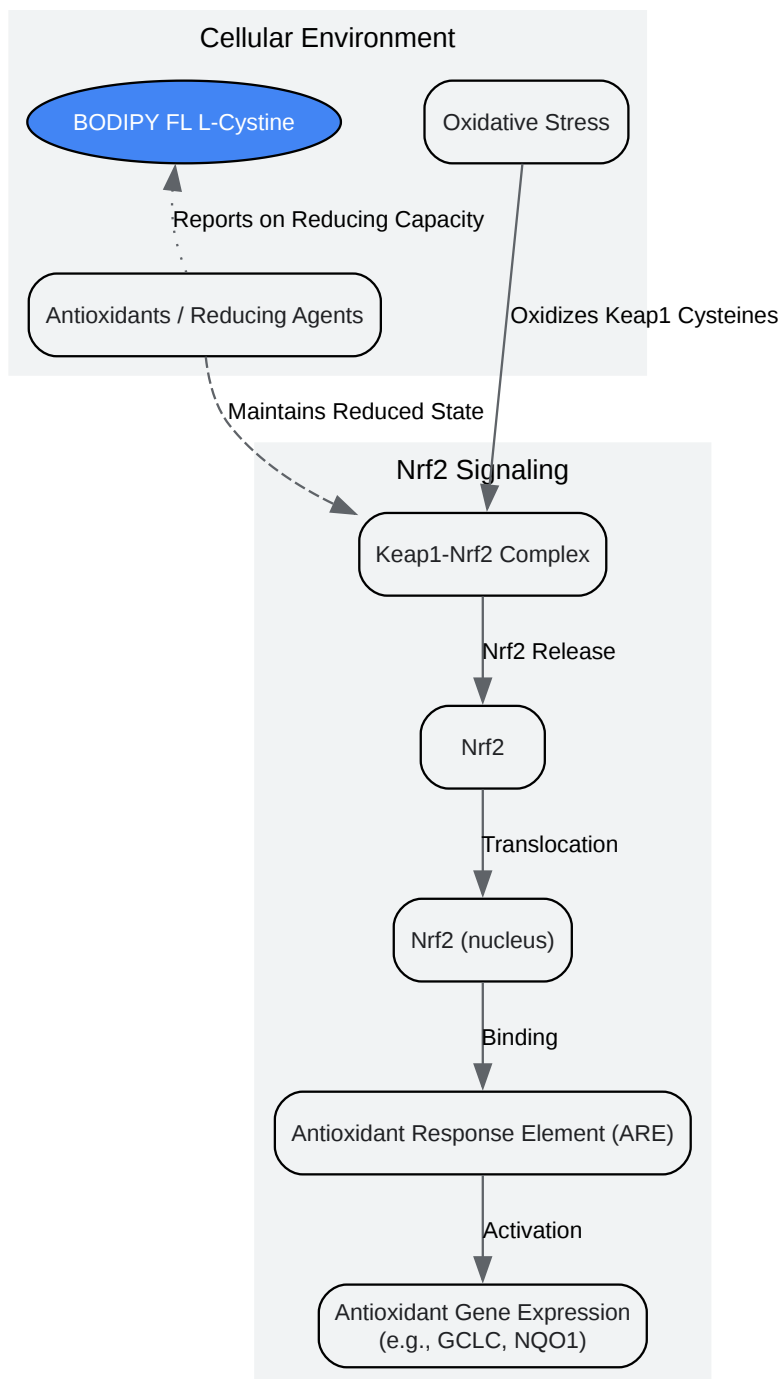 Cellular Environment
BODIPY FL L-Cystine
Oxidative Stress
Reports on Reducing Capacity
Antioxidants / Reducing Agents
Oxidizes Keap1 Cysteines
Maintains Reduced State
Nrf2 Signaling
Keap1-Nrf2 Complex
Nrf2 Release
Nrf2
Translocation
Nrf2 (nucleus)
Binding
Antioxidant Response Element (ARE)
Activation
Antioxidant Gene Expression
(e.g., GCLC, NQO1)